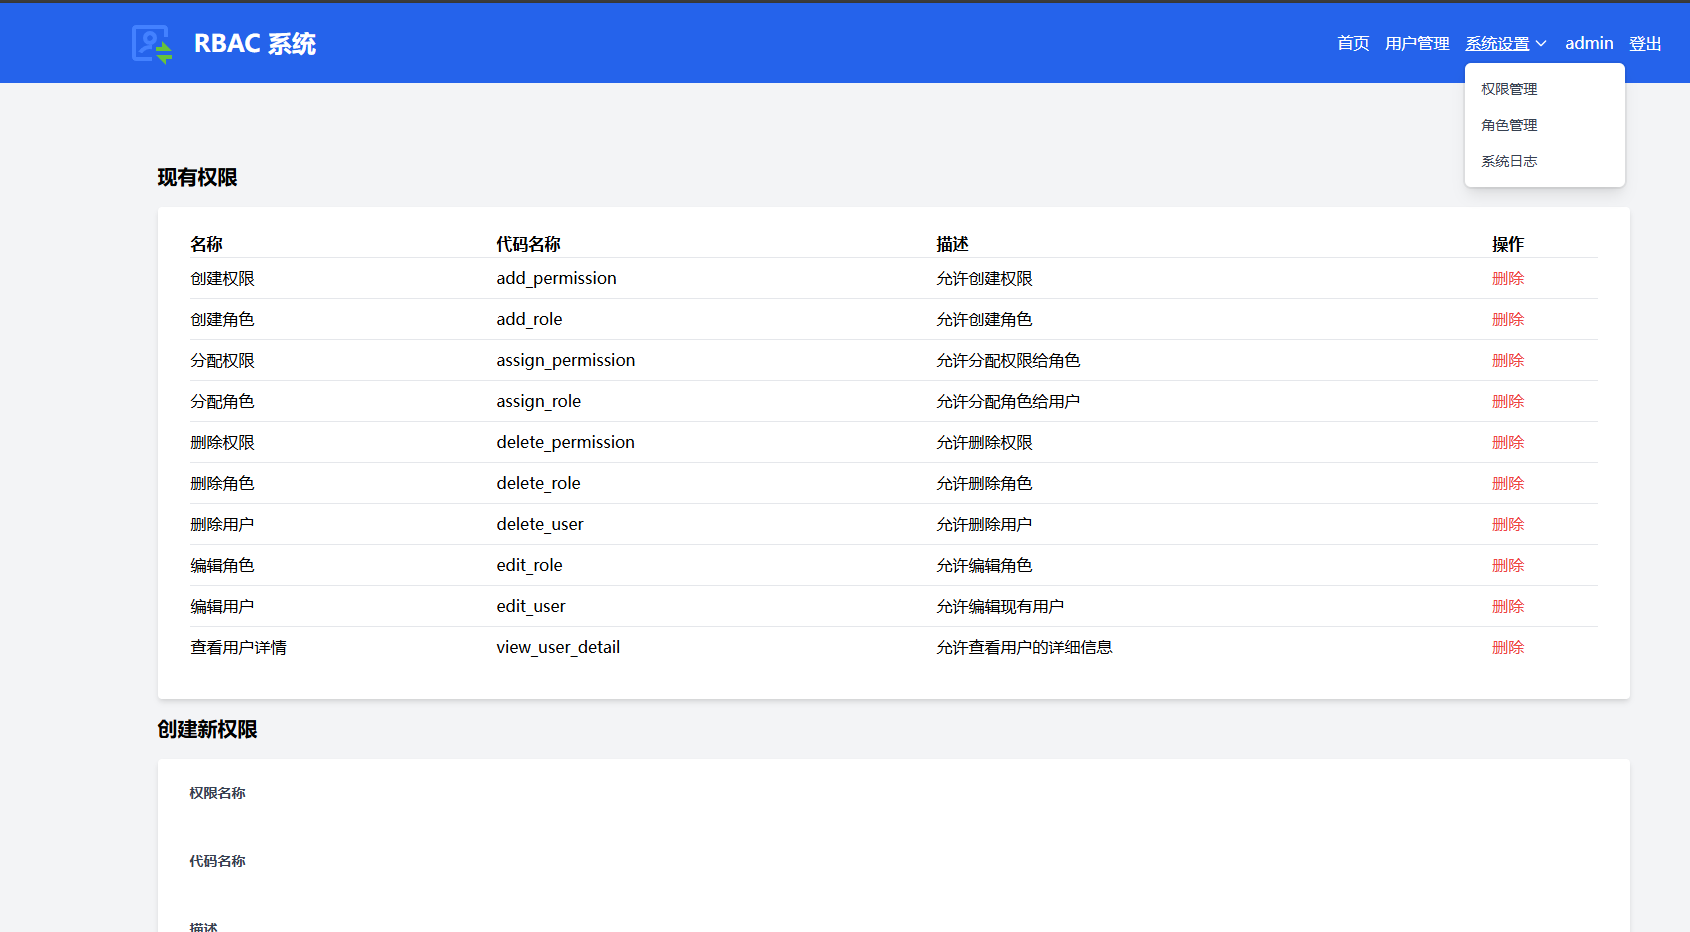 RBAC 系统
首页 用户管理 系统设置 admin 登出
权限管理
角色管理
系统日志
现有权限
名称 代码名称 描述 操作
创建权限 add_permission 允许创建权限 删除
创建角色 add_role 允许创建角色 删除
分配权限 assign_permission 允许分配权限给角色 删除
分配角色 assign_role 允许分配角色给用户 删除
删除权限 delete_permission 允许删除权限 删除
删除角色 delete_role 允许删除角色 删除
删除用户 delete_user 允许删除用户 删除
编辑角色 edit_role 允许编辑角色 删除
编辑用户 edit_user 允许编辑现有用户 删除
查看用户详情 view_user_detail 允许查看用户的详细信息 删除
创建新权限
权限名称
代码名称
描述